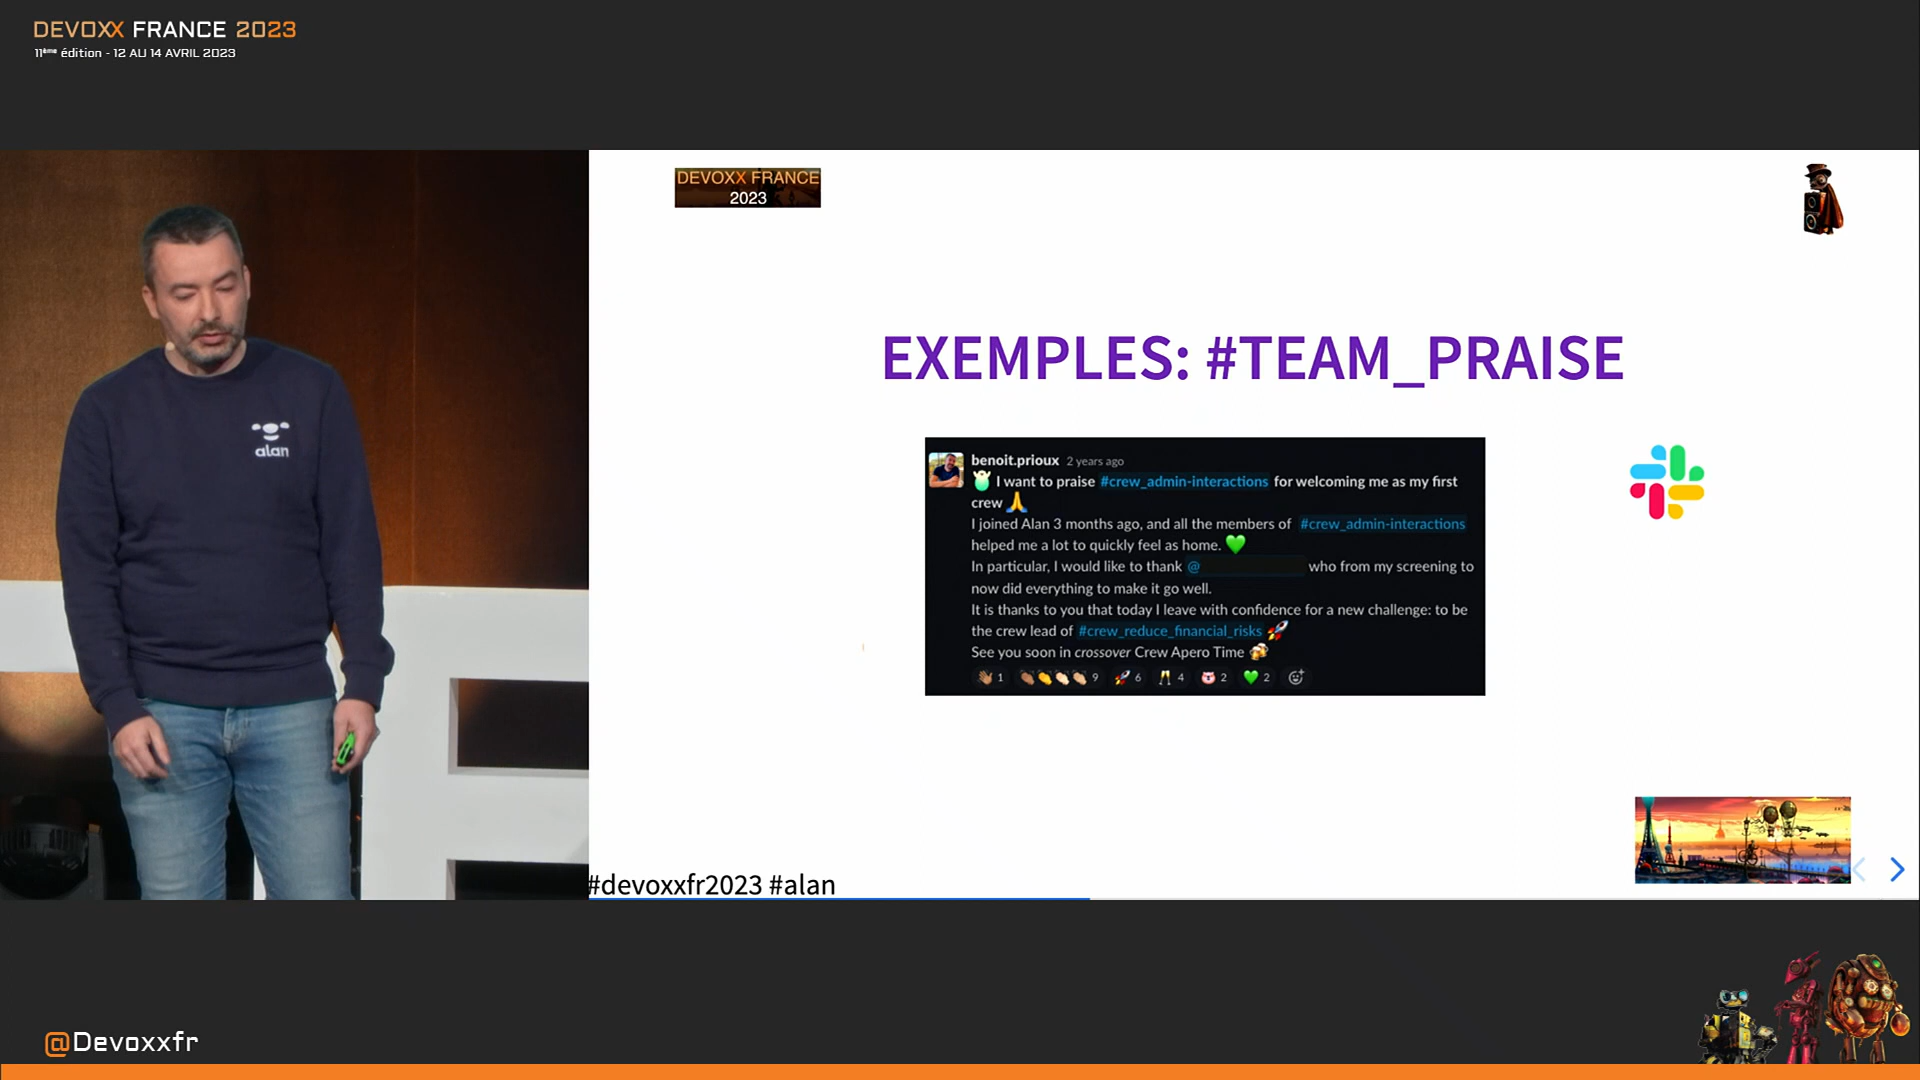 DEVOXX FRANCE 2023
11ème édition - 12 AU 14 AVRIL 2023
DEVOXX FRANCE
2023
alan
EXEMPLES: #TEAM_PRAISE
benoit.prioux 2 years ago
I want to praise #crew_admin-interactions for welcoming me as my first
crew 🙏
I joined Alan 3 months ago, and all the members of #crew_admin-interactions
helped me a lot to quickly feel as home. 💚
In particular, I would like to thank @ who from my screening to
now did everything to make it go well.
It is thanks to you that today I leave with confidence for a new challenge: to be
the crew lead of #crew_reduce_financial_risks 🚀
See you soon in crossover Crew Apero Time 🍻
1 9 6 4 2 2
#devoxxfr2023 #alan
@Devoxxfr